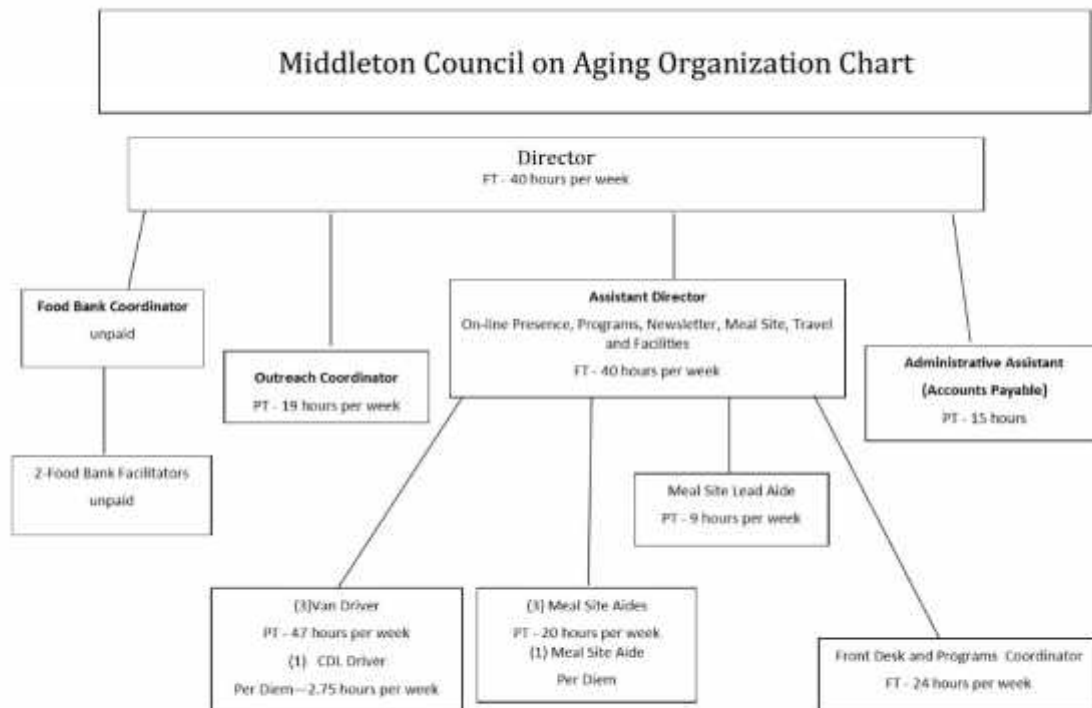 Middleton Council on Aging Organization Chart
Director
FT - 40 hours per week
Food Bank Coordinator
unpaid
Outreach Coordinator
PT - 19 hours per week
Assistant Director
On-line Presence, Programs, Newsletter, Meal Site, Travel
and Facilities
FT - 40 hours per week
Administrative Assistant
(Accounts Payable)
PT - 15 hours
2-Food Bank Facilitators
unpaid
Meal Site Lead Aide
PT - 9 hours per week
(3)Van Driver
PT - 47 hours per week
(1) CDL Driver
Per Diem—2.75 hours per week
(3) Meal Site Aides
PT - 20 hours per week
(1) Meal Site Aide
Per Diem
Front Desk and Programs Coordinator
FT - 24 hours per week